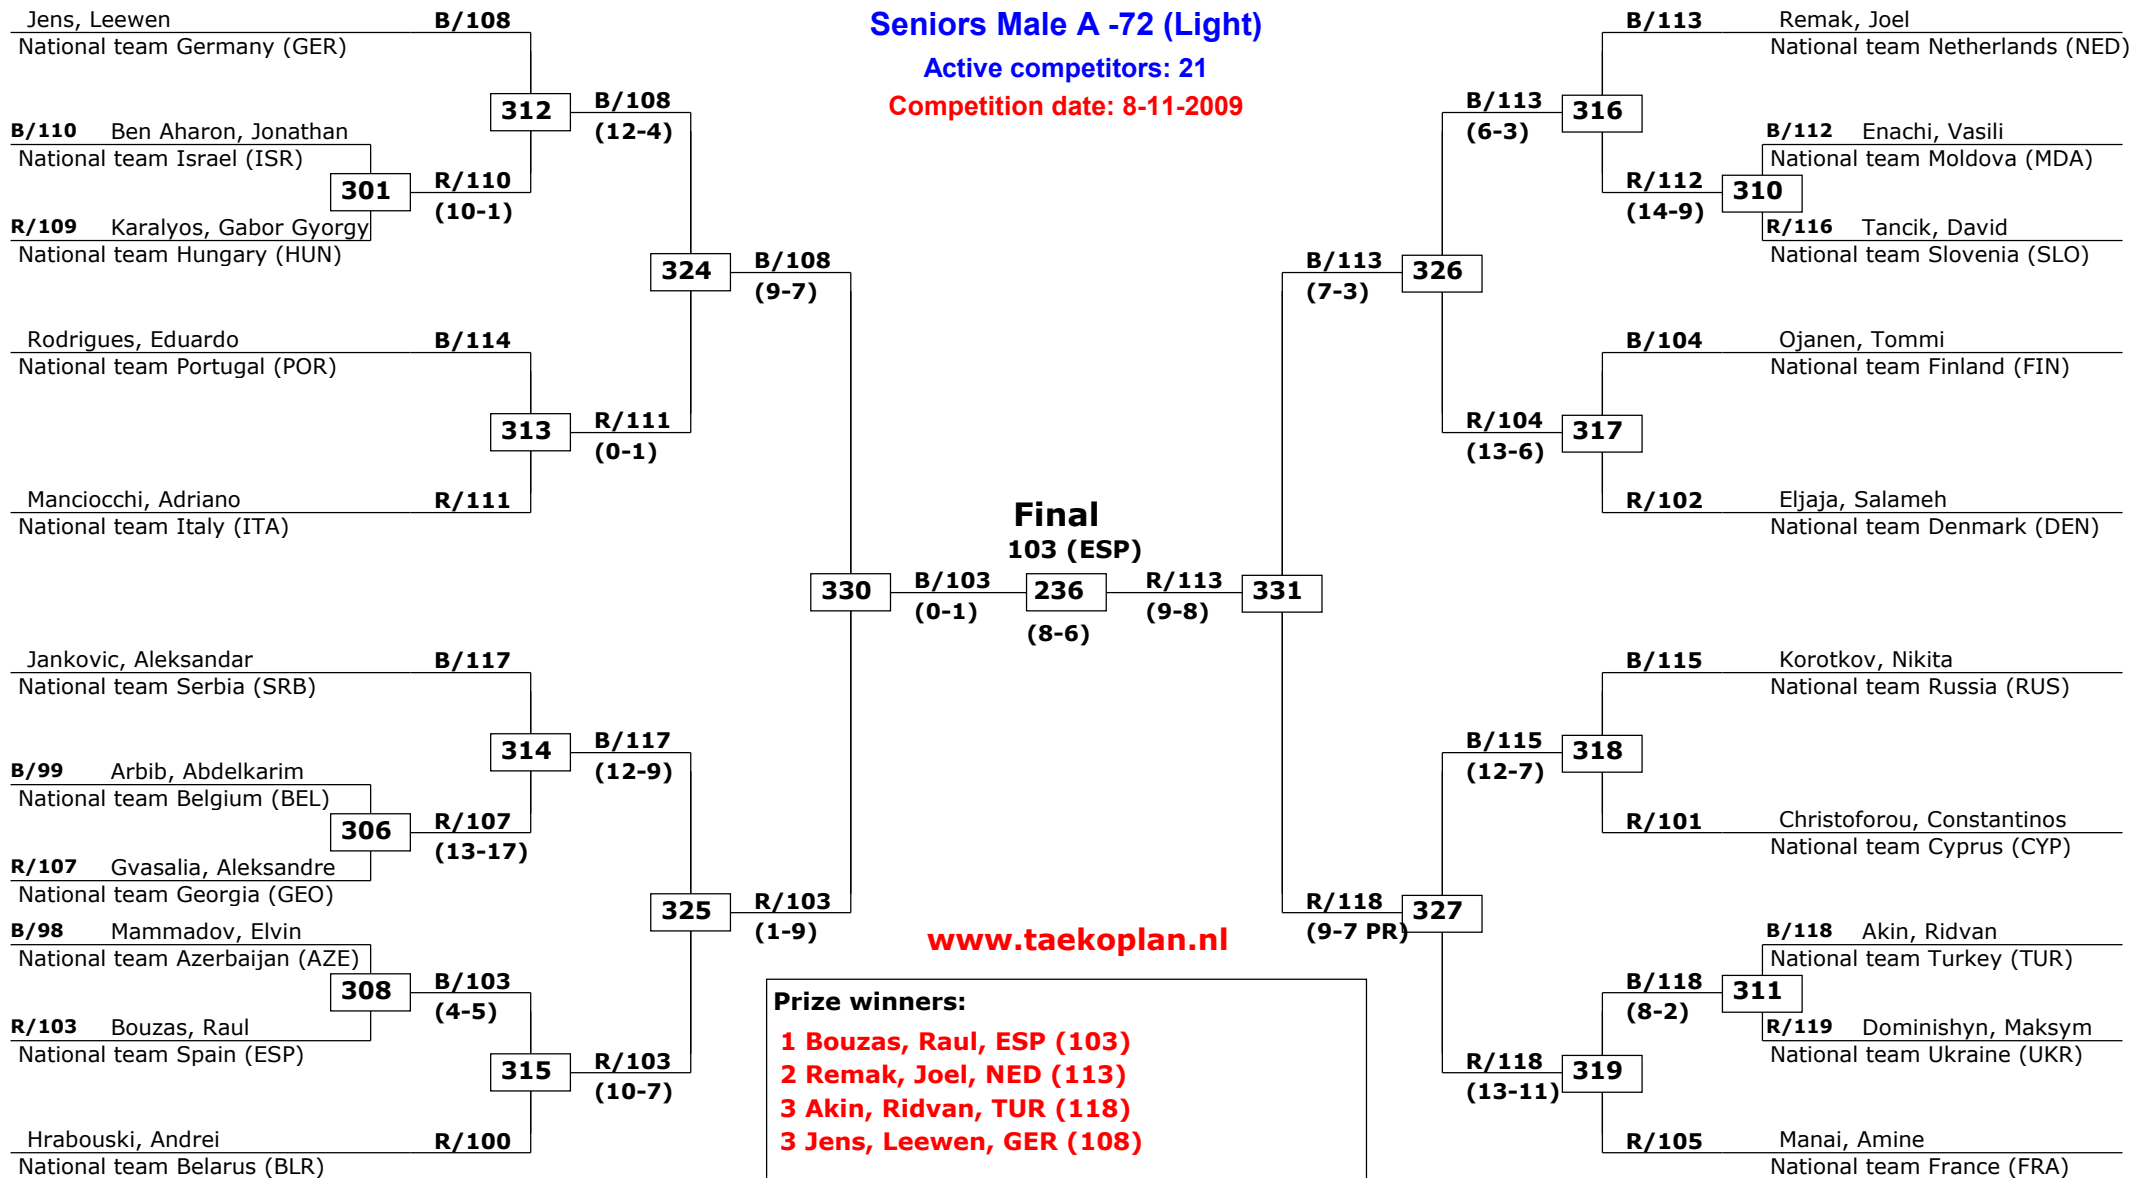 Seniors Male A -72 (Light)
Active competitors: 21
Competition date: 8-11-2009
Jens, Leewen B/108
National team Germany (GER)
312 B/108
(12-4)
B/110 Ben Aharon, Jonathan
National team Israel (ISR)
301 R/110
(10-1)
R/109 Karalyos, Gabor Gyorgy
National team Hungary (HUN)
324 B/108
(9-7)
Rodrigues, Eduardo B/114
National team Portugal (POR)
313 R/111
(0-1)
Manciocchi, Adriano R/111
National team Italy (ITA)
330 B/103
(0-1)
Jankovic, Aleksandar B/117
National team Serbia (SRB)
314 B/117
(12-9)
B/99 Arbib, Abdelkarim
National team Belgium (BEL)
306 R/107
(13-17)
R/107 Gvasalia, Aleksandre
National team Georgia (GEO)
325 R/103
(1-9)
B/98 Mammadov, Elvin
National team Azerbaijan (AZE)
308 B/103
(4-5)
R/103 Bouzas, Raul
National team Spain (ESP)
315 R/103
(10-7)
Hrabouski, Andrei R/100
National team Belarus (BLR)
Final
103 (ESP)
236
(8-6)
B/113 Remak, Joel
National team Netherlands (NED)
B/113 316
(6-3)
B/112 Enachi, Vasili
National team Moldova (MDA)
R/112 310
(14-9)
R/116 Tancik, David
National team Slovenia (SLO)
B/113 326
(7-3)
B/104 Ojanen, Tommi
National team Finland (FIN)
R/104 317
(13-6)
R/102 Eljaja, Salameh
National team Denmark (DEN)
R/113 331
(9-8)
B/115 Korotkov, Nikita
National team Russia (RUS)
B/115 318
(12-7)
R/101 Christoforou, Constantinos
National team Cyprus (CYP)
R/118 327
(9-7 PR)
B/118 Akin, Ridvan
National team Turkey (TUR)
B/118 311
(8-2)
R/119 Dominishyn, Maksym
National team Ukraine (UKR)
R/118 319
(13-11)
R/105 Manai, Amine
National team France (FRA)
www.taekoplan.nl
Prize winners:
1 Bouzas, Raul, ESP (103)
2 Remak, Joel, NED (113)
3 Akin, Ridvan, TUR (118)
3 Jens, Leewen, GER (108)